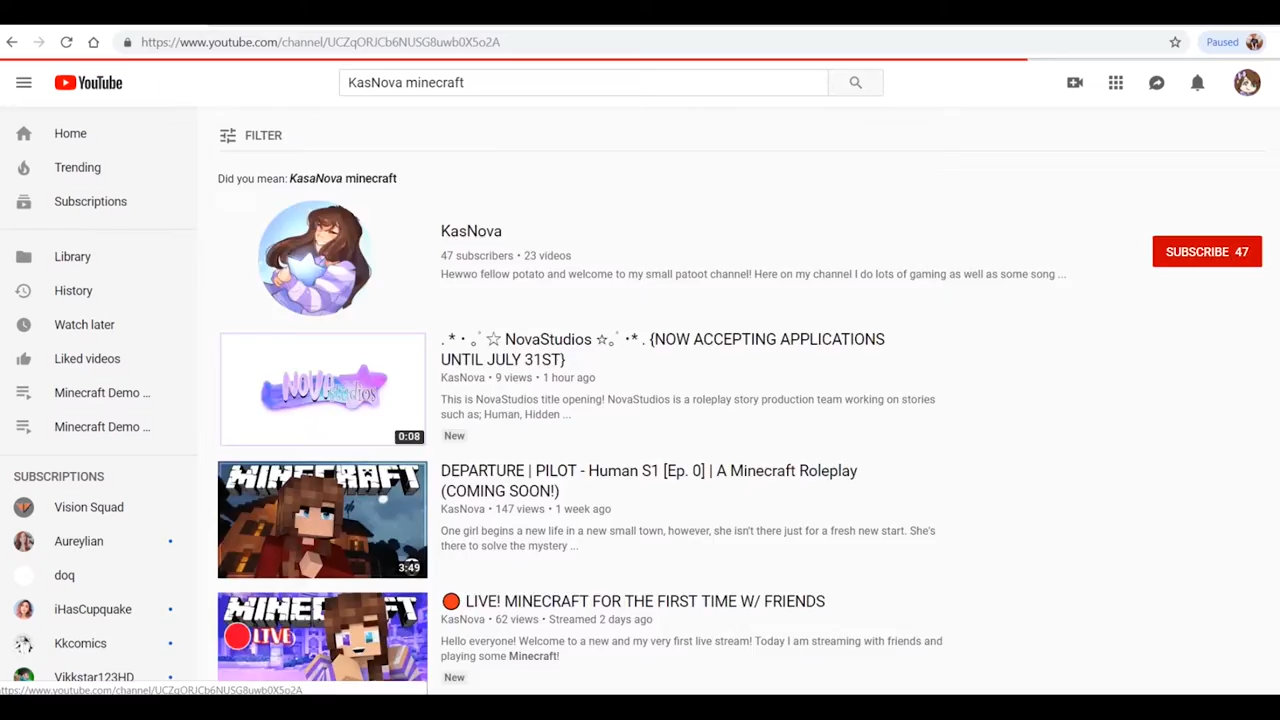 https://www.youtube.com/channel/UCZqORJCb6NUSG8uwb0X5o2A
Paused
YouTube
KasNova minecraft
Home
Trending
Subscriptions
Library
History
Watch later
Liked videos
Minecraft Demo ...
Minecraft Demo ...
SUBSCRIPTIONS
Vision Squad
Aureylian
doq
iHasCupquake
Kkcomics
Vikkstar123HD
FILTER
Did you mean: KasaNova minecraft
KasNova
47 subscribers • 23 videos
Hewwo fellow potato and welcome to my small patoot channel! Here on my channel I do lots of gaming as well as some song ...
SUBSCRIBE 47
NOVA studios
0:08
. * • 。゚☆ NovaStudios ☆。゚ •* . {NOW ACCEPTING APPLICATIONS
UNTIL JULY 31ST}
KasNova • 9 views • 1 hour ago
This is NovaStudios title opening! NovaStudios is a roleplay story production team working on stories
such as; Human, Hidden ...
New
MINECRAFT
3:49
DEPARTURE | PILOT - Human S1 [Ep. 0] | A Minecraft Roleplay
(COMING SOON!)
KasNova • 147 views • 1 week ago
One girl begins a new life in a new small town, however, she isn't there just for a fresh new start. She's
there to solve the mystery ...
MINECRAFT
LIVE!
🔴 LIVE! MINECRAFT FOR THE FIRST TIME W/ FRIENDS
KasNova • 62 views • Streamed 2 days ago
Hello everyone! Welcome to a new and my very first live stream! Today I am streaming with friends and
playing some Minecraft!
New
https://www.youtube.com/channel/UCZqORJCb6NUSG8uwb0X5o2A